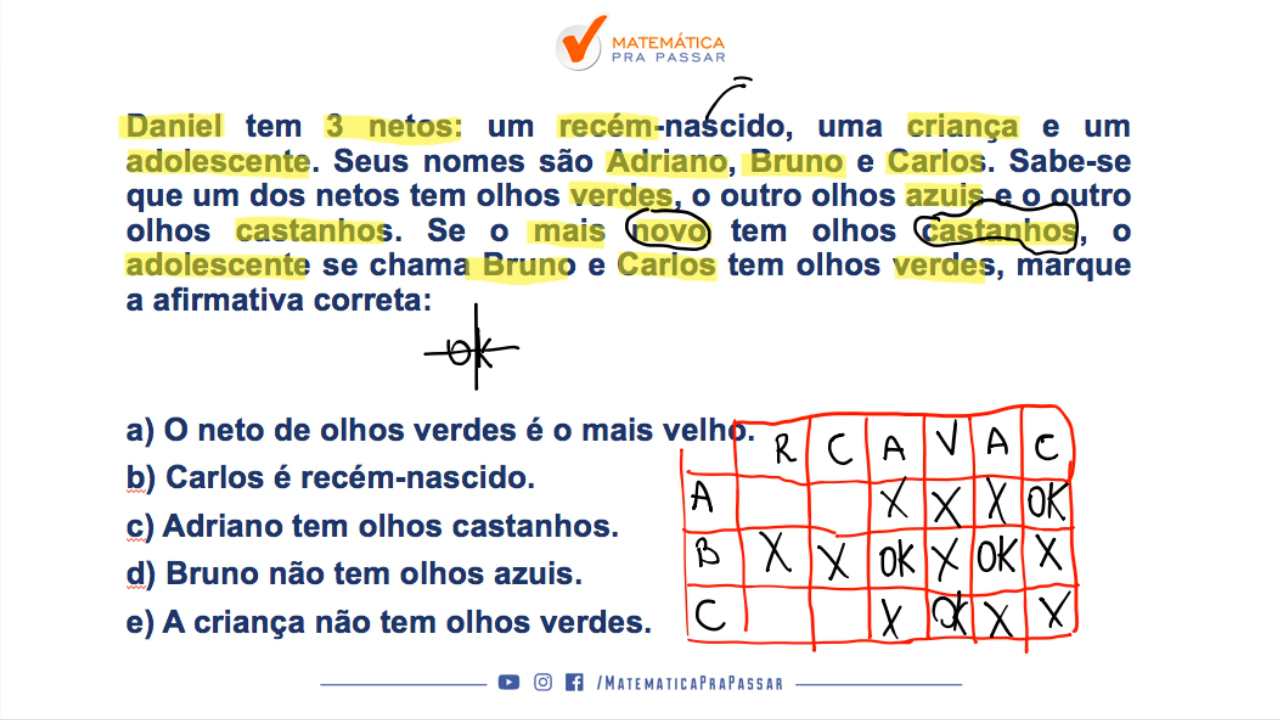 MATEMÁTICA
PRA PASSAR
Daniel tem 3 netos: um recém-nascido, uma criança e um
adolescente. Seus nomes são Adriano, Bruno e Carlos. Sabe-se
que um dos netos tem olhos verdes, o outro olhos azuis e o outro
olhos castanhos. Se o mais novo tem olhos castanhos, o
adolescente se chama Bruno e Carlos tem olhos verdes, marque
a afirmativa correta:
OK
a) O neto de olhos verdes é o mais velho.
b) Carlos é recém-nascido.
c) Adriano tem olhos castanhos.
d) Bruno não tem olhos azuis.
e) A criança não tem olhos verdes.
R C A V A C
A X X X OK
B X X OK X OK X
C X OK X X
/MATEMATICAPRAPASSAR